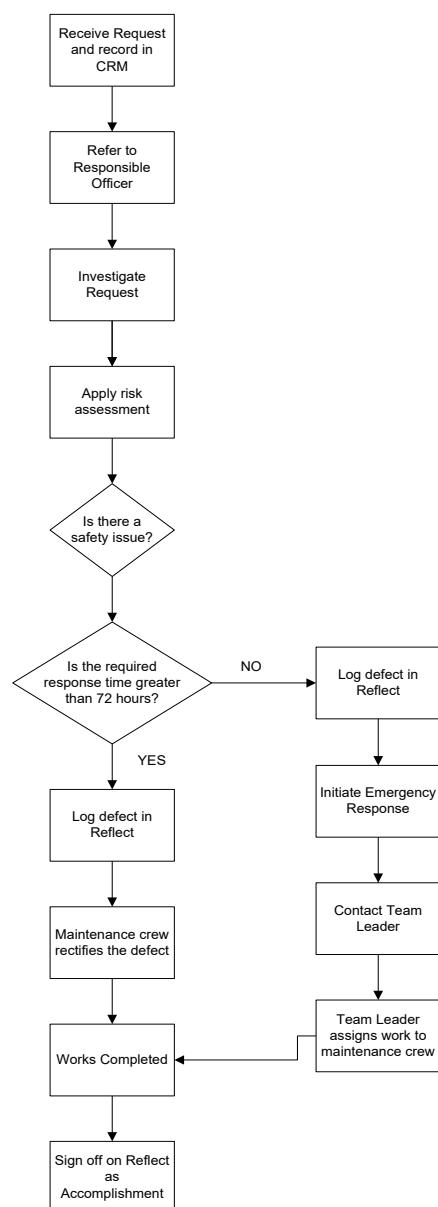 Receive Request
and record in
CRM
Refer to
Responsible
Officer
Investigate
Request
Apply risk
assessment
Is there a
safety issue?
Is the required
response time greater
than 72 hours?
NO
Log defect in
Reflect
YES
Initiate Emergency
Response
Log defect in
Reflect
Contact Team
Leader
Maintenance crew
rectifies the defect
Team Leader
assigns work to
maintenance crew
Works Completed
Sign off on Reflect
as
Accomplishment